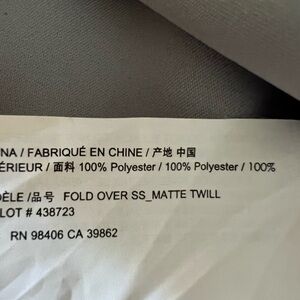 NA / FABRIQUÉ EN CHINE / 产地 中国
ÉRIEUR / 面料 100% Polyester / 100% Polyester / 100%
DÈLE /品号 FOLD OVER SS_MATTE TWILL
LOT # 438723
RN 98406 CA 39862